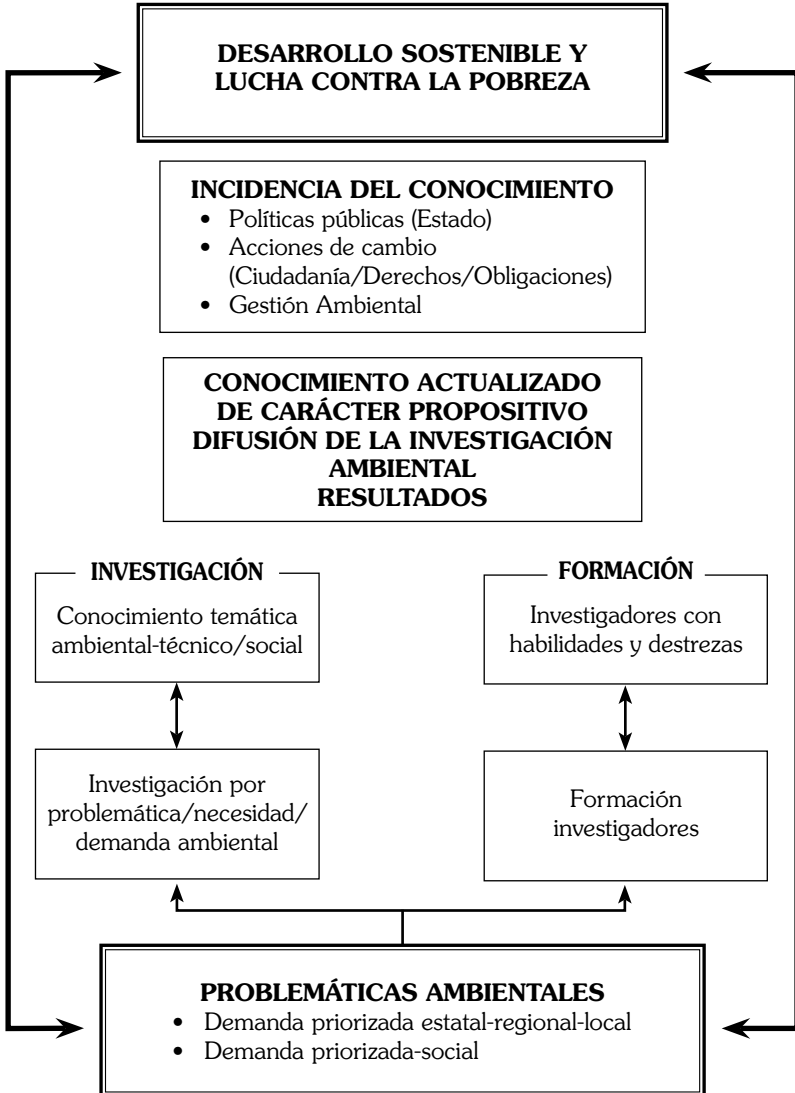 DESARROLLO SOSTENIBLE Y
LUCHA CONTRA LA POBREZA
INCIDENCIA DEL CONOCIMIENTO
• Políticas públicas (Estado)
• Acciones de cambio
(Ciudadanía/Derechos/Obligaciones)
• Gestión Ambiental
CONOCIMIENTO ACTUALIZADO
DE CARÁCTER PROPOSITIVO
DIFUSIÓN DE LA INVESTIGACIÓN
AMBIENTAL
RESULTADOS
INVESTIGACIÓN
Conocimiento temática
ambiental-técnico/social
FORMACIÓN
Investigadores con
habilidades y destrezas
Investigación por
problemática/necesidad/
demanda ambiental
Formación
investigadores
PROBLEMÁTICAS AMBIENTALES
• Demanda priorizada estatal-regional-local
• Demanda priorizada-social